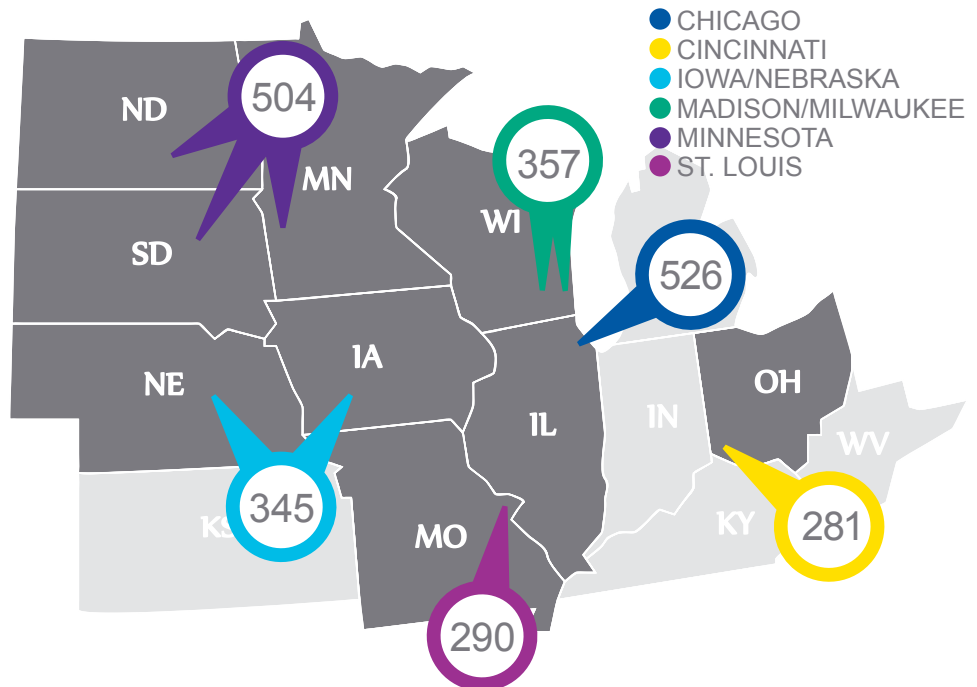 CHICAGO
CINCINNATI
IOWA/NEBRASKA
MADISON/MILWAUKEE
MINNESOTA
ST. LOUIS
504
ND
MN
357
WI
SD
526
IA
NE
OH
IL
IN
WV
345
KS
MO
KY
281
290